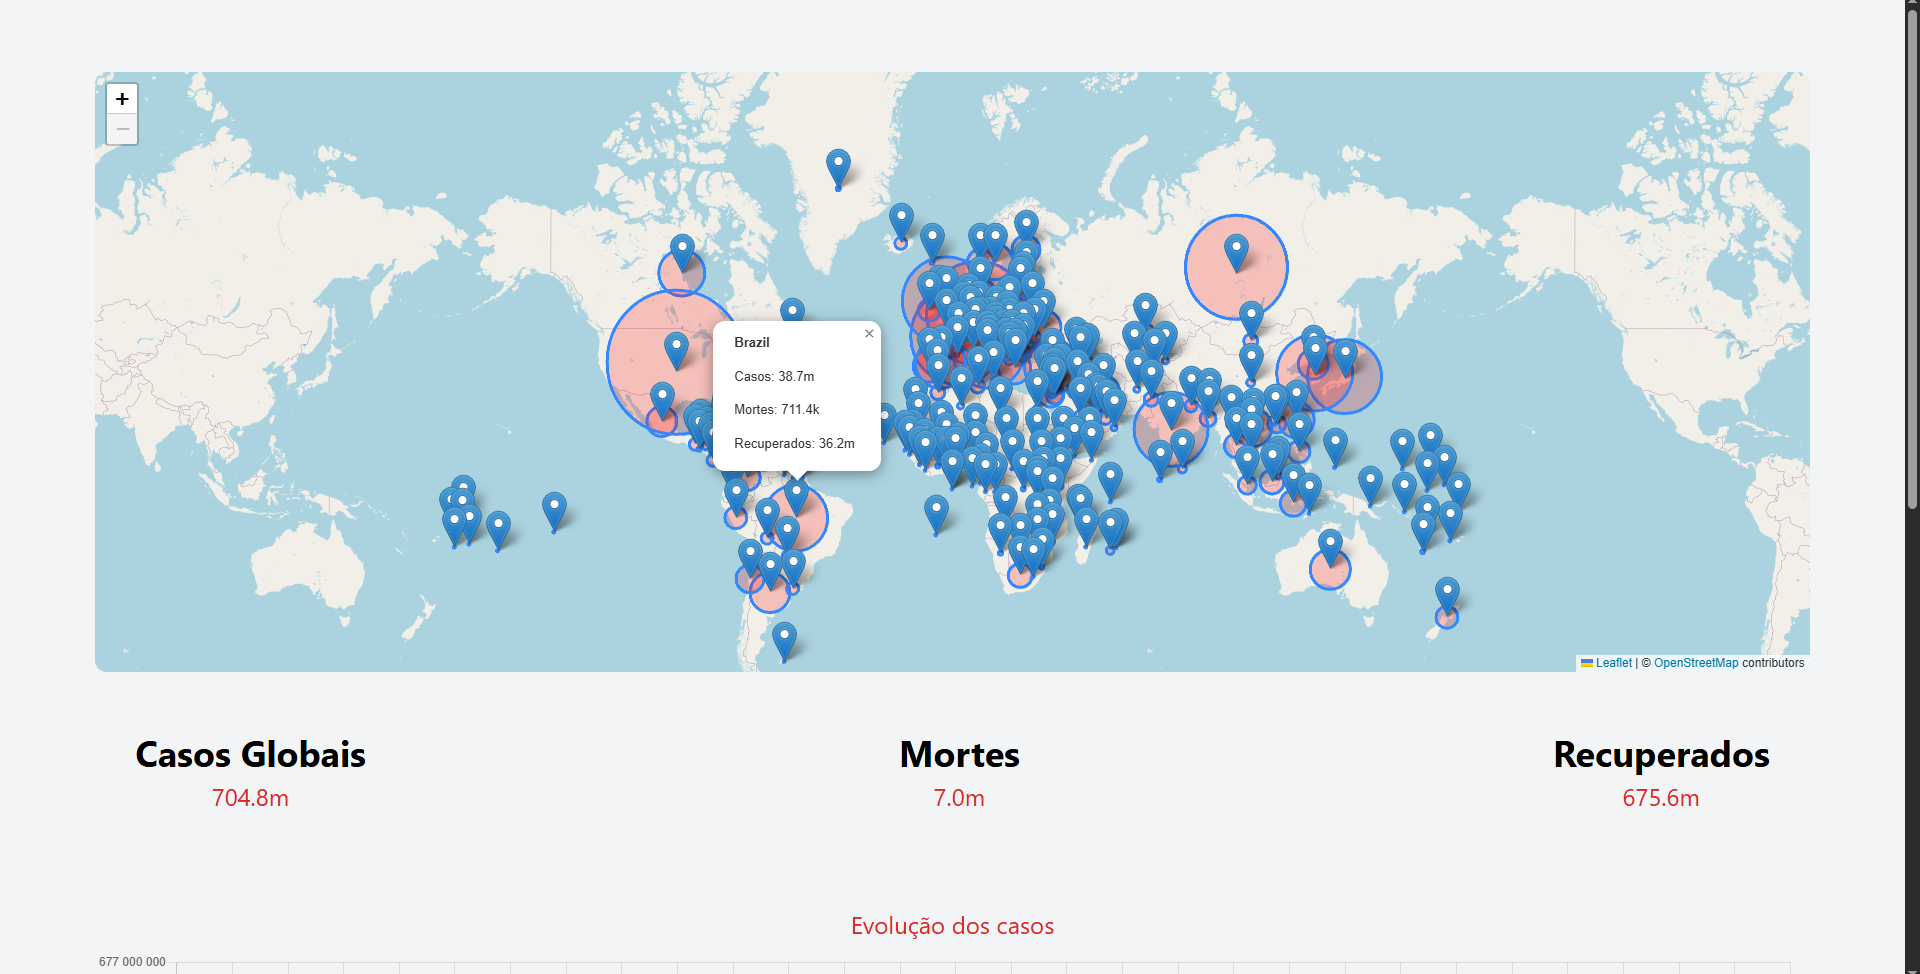 +
−
Brazil
×
Casos: 38.7m
Mortes: 711.4k
Recuperados: 36.2m
Leaflet | © OpenStreetMap contributors
Casos Globais
704.8m
Mortes
7.0m
Recuperados
675.6m
Evolução dos casos
677 000 000